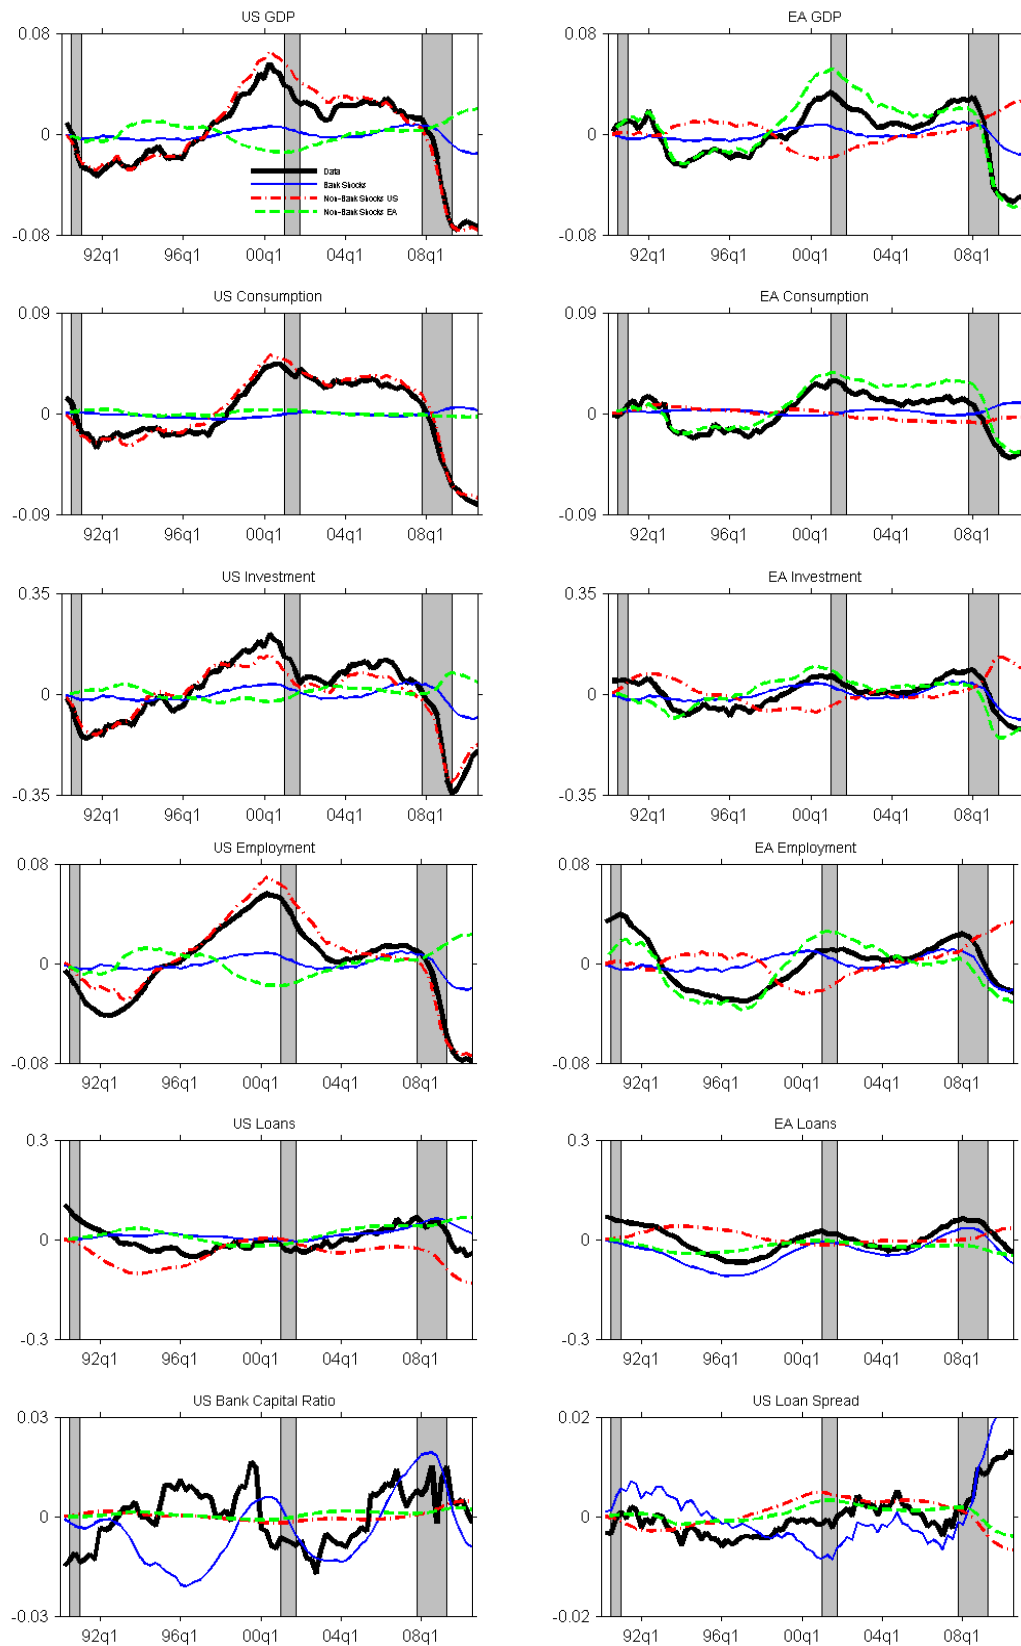 US GDP
0.08
0
-0.08
92q1 96q1 00q1 04q1 08q1
Data
Bank Shocks
Non-Bank Shocks US
Non-Bank Shocks EA
EA GDP
0.08
0
-0.08
92q1 96q1 00q1 04q1 08q1
US Consumption
0.09
0
-0.09
92q1 96q1 00q1 04q1 08q1
EA Consumption
0.09
0
-0.09
92q1 96q1 00q1 04q1 08q1
US Investment
0.35
0
-0.35
92q1 96q1 00q1 04q1 08q1
EA Investment
0.35
0
-0.35
92q1 96q1 00q1 04q1 08q1
US Employment
0.08
0
-0.08
92q1 96q1 00q1 04q1 08q1
EA Employment
0.08
0
-0.08
92q1 96q1 00q1 04q1 08q1
US Loans
0.3
0
-0.3
92q1 96q1 00q1 04q1 08q1
EA Loans
0.3
0
-0.3
92q1 96q1 00q1 04q1 08q1
US Bank Capital Ratio
0.03
0
-0.03
92q1 96q1 00q1 04q1 08q1
US Loan Spread
0.02
0
-0.02
92q1 96q1 00q1 04q1 08q1